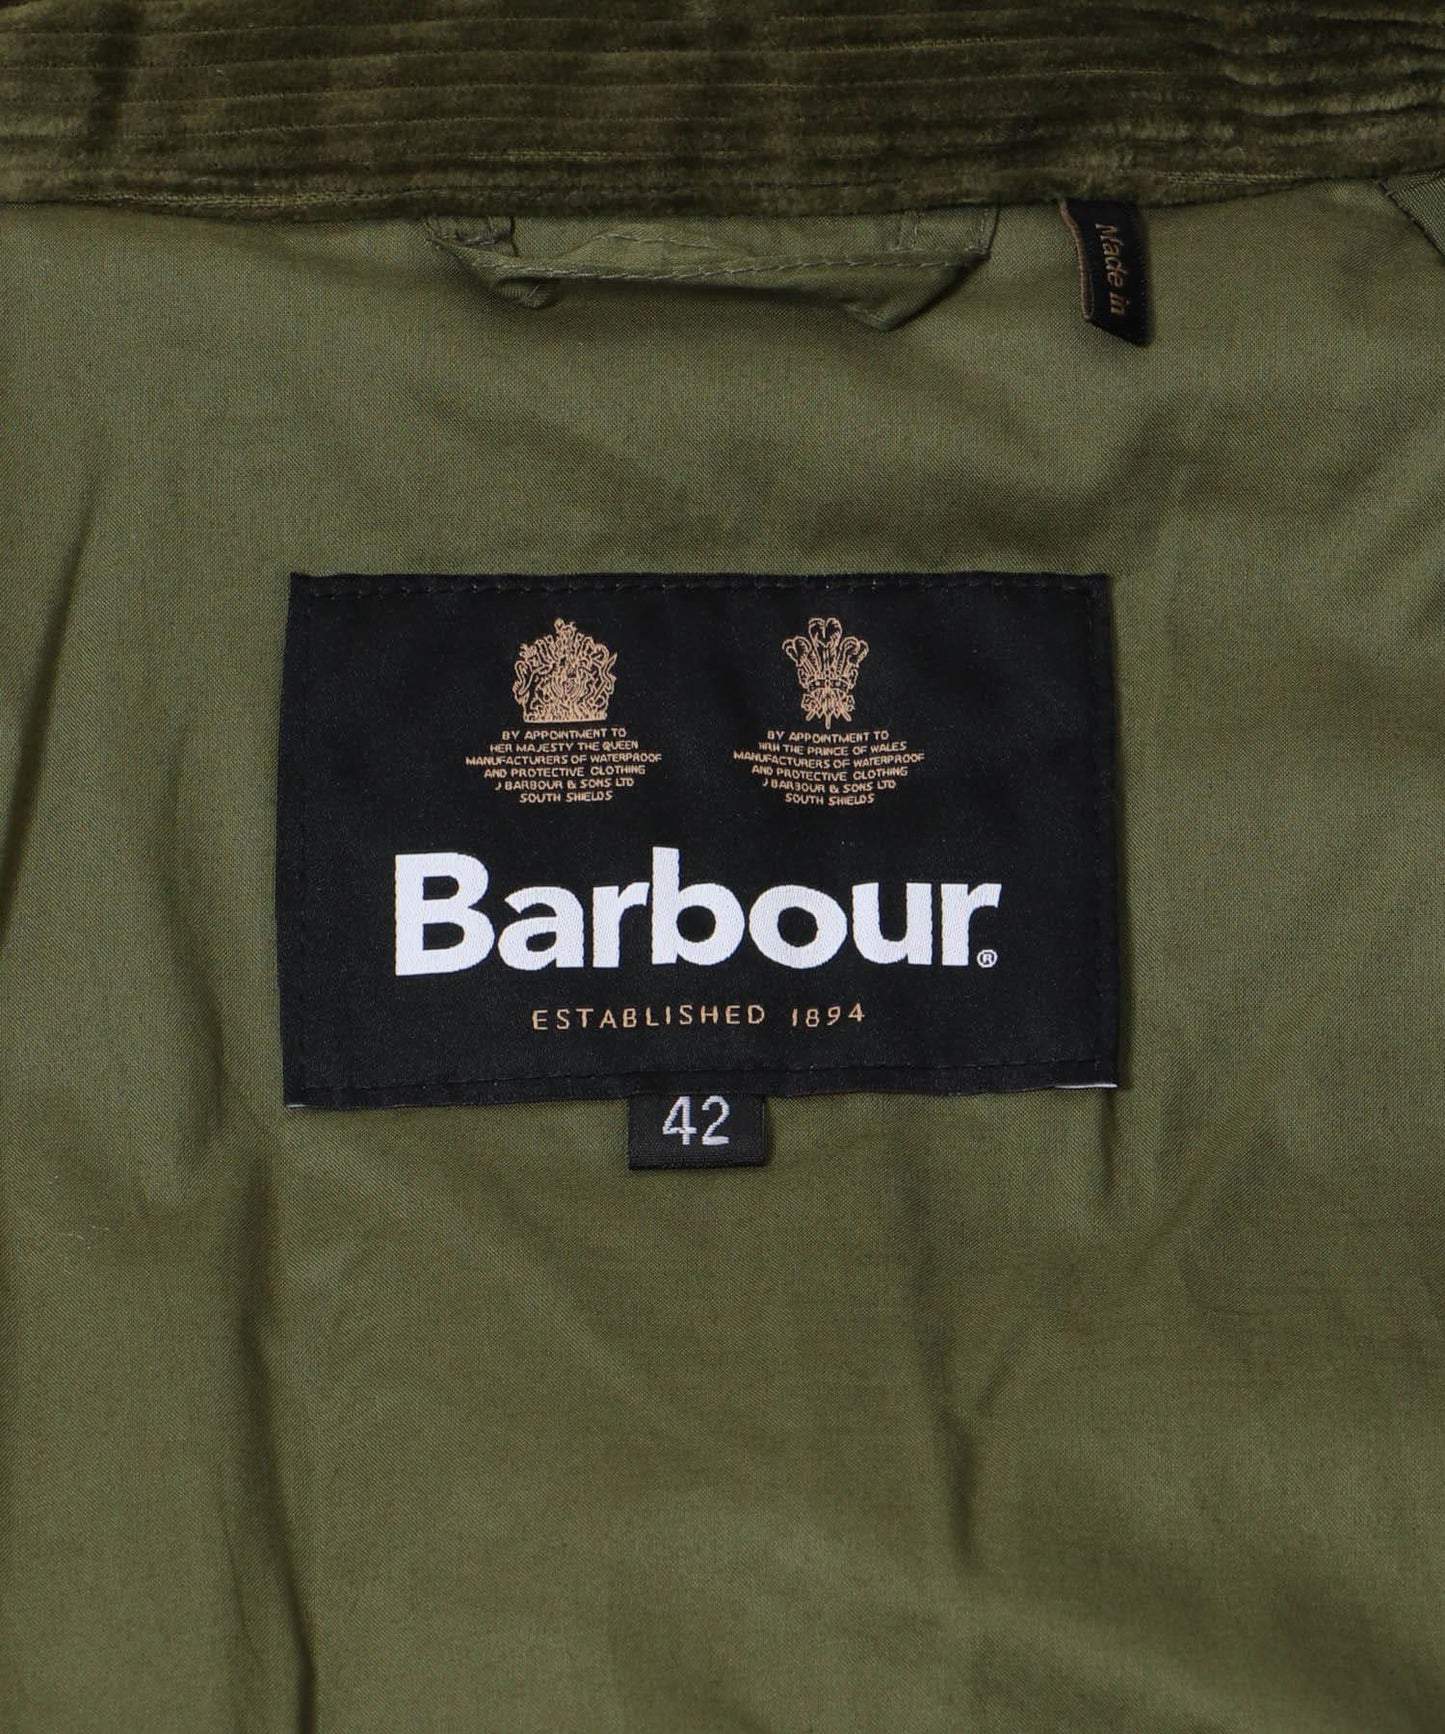 Made in
BY APPOINTMENT TO
HER MAJESTY THE QUEEN
MANUFACTURERS OF WATERPROOF
AND PROTECTIVE CLOTHING
J BARBOUR & SONS LTD
SOUTH SHIELDS
BY APPOINTMENT TO
HRH THE PRINCE OF WALES
MANUFACTURERS OF WATERPROOF
AND PROTECTIVE CLOTHING
J BARBOUR & SONS LTD
SOUTH SHIELDS
Barbour®
ESTABLISHED 1894
42